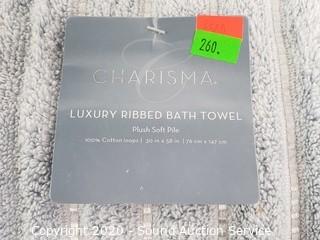 260.
CHARISMA
LUXURY RIBBED BATH TOWEL
Plush Soft Pile
100% Cotton loops | 30 in x 58 in | 76 cm x 147 cm
Copyright 2020 - Sound Auction Service